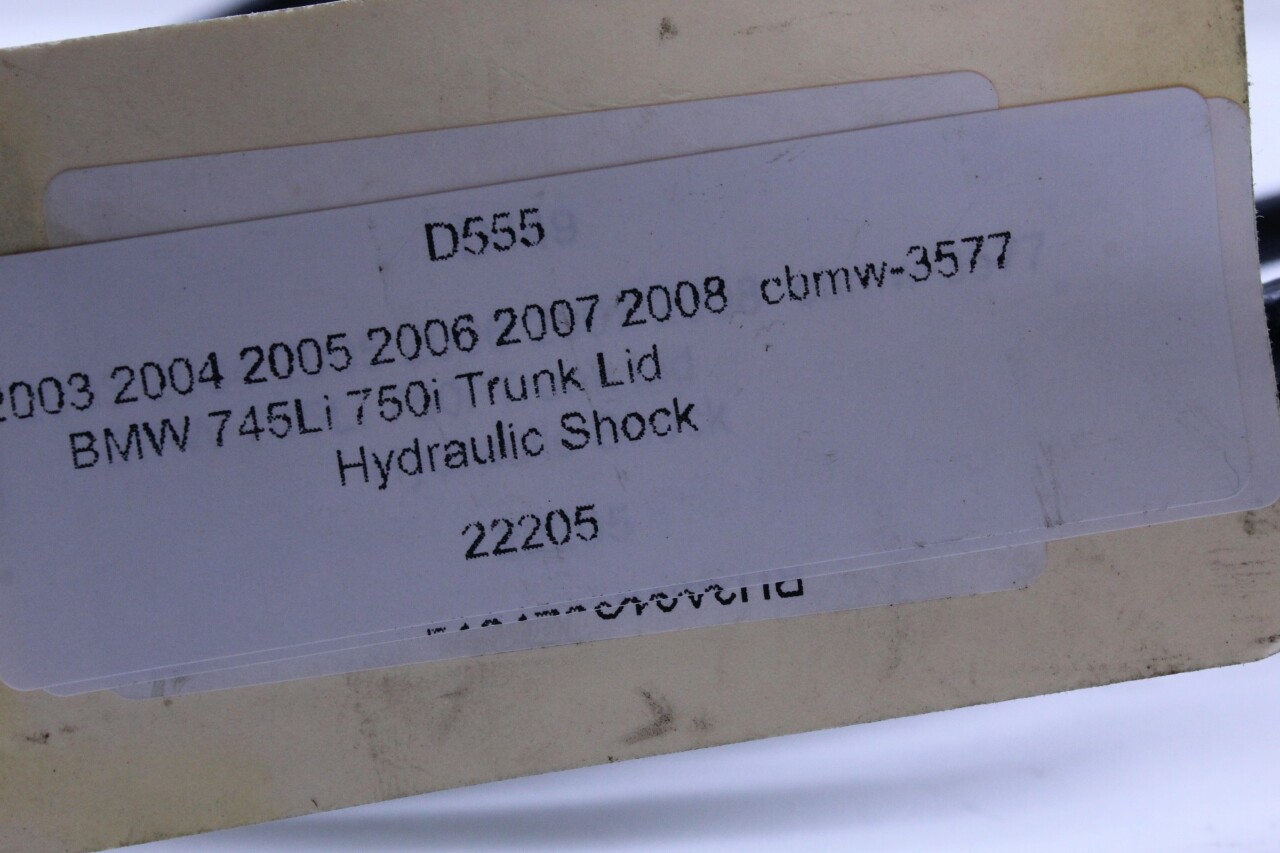 D555
2003 2004 2005 2006 2007 2008 cbmw-3577
BMW 745Li 750i Trunk Lid
Hydraulic Shock
22205